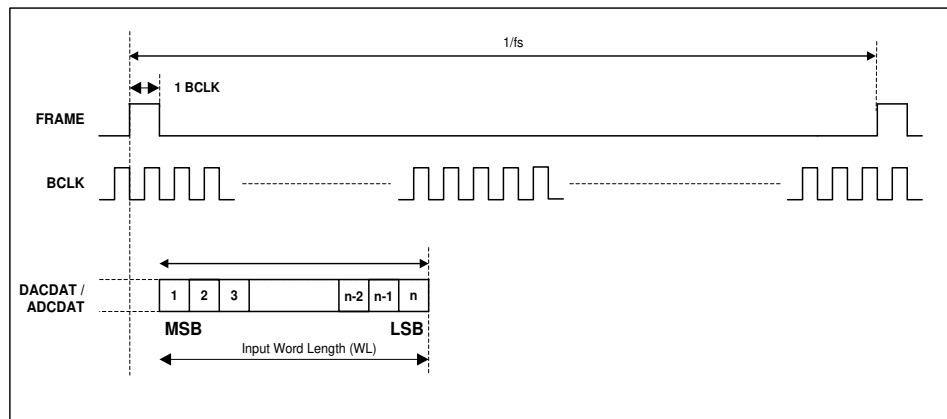 1/fs
1 BCLK
FRAME
BCLK
DACDAT /
ADCDAT
1 2 3 n-2 n-1 n
MSB LSB
Input Word Length (WL)